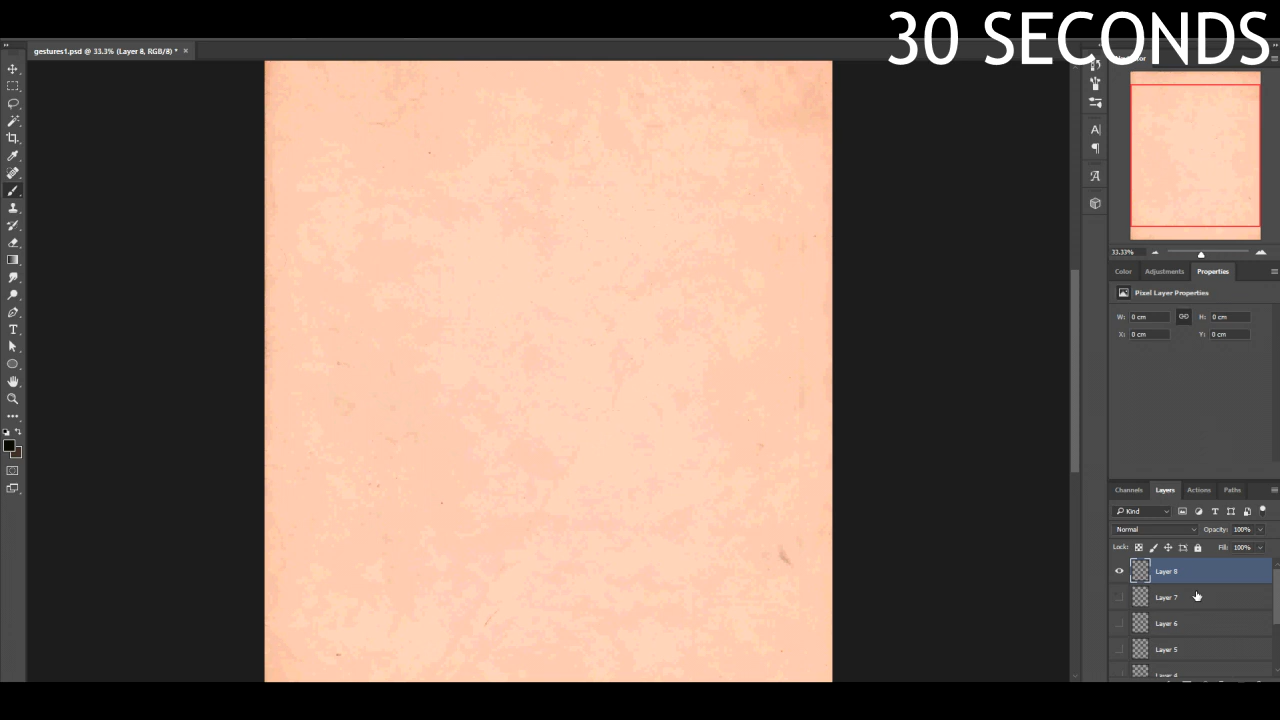 30 SECONDS
gestures1.psd @ 33.3% (Layer 8, RGB/8) * ×
33.33%
Color Adjustments Properties
Pixel Layer Properties
W: 0 cm H: 0 cm
X: 0 cm Y: 0 cm
Channels Layers Actions Paths
Kind
Normal Opacity: 100%
Lock: Fill: 100%
Layer 8
Layer 7
Layer 6
Layer 5
Layer 4